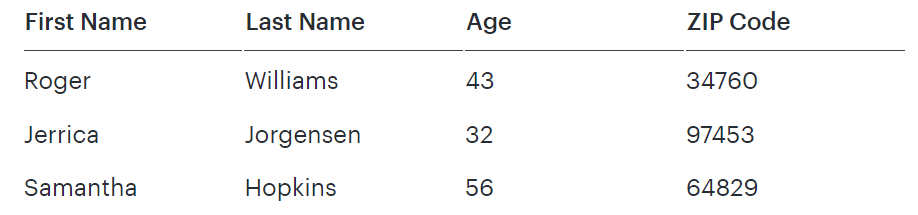 First Name Last Name Age ZIP Code
Roger Williams 43 34760
Jerrica Jorgensen 32 97453
Samantha Hopkins 56 64829